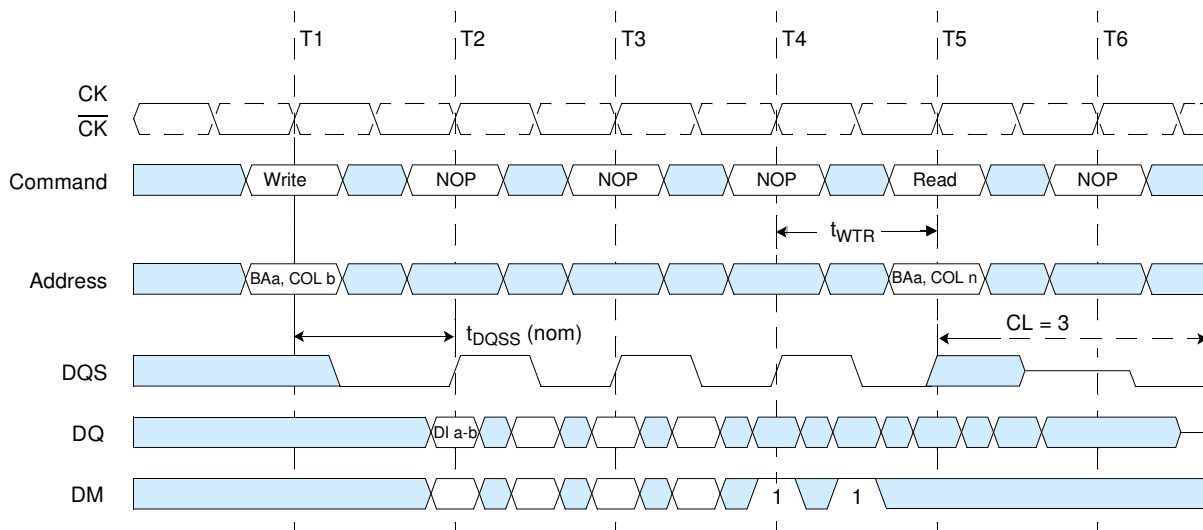 T1 T2 T3 T4 T5 T6
CK
CK
Command Write NOP NOP NOP Read NOP
tWTR
Address BAa, COL b BAa, COL n
tDQSS (nom) CL = 3
DQS
DQ DI a-b
DM 1 1